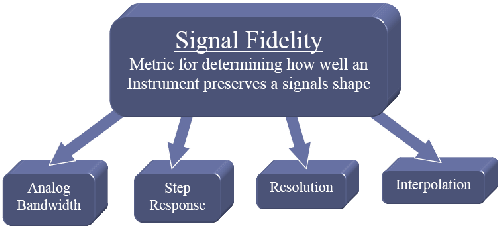 Signal Fidelity
Metric for determining how well an
Instrument preserves a signals shape
Analog
Bandwidth
Step
Response
Resolution
Interpolation